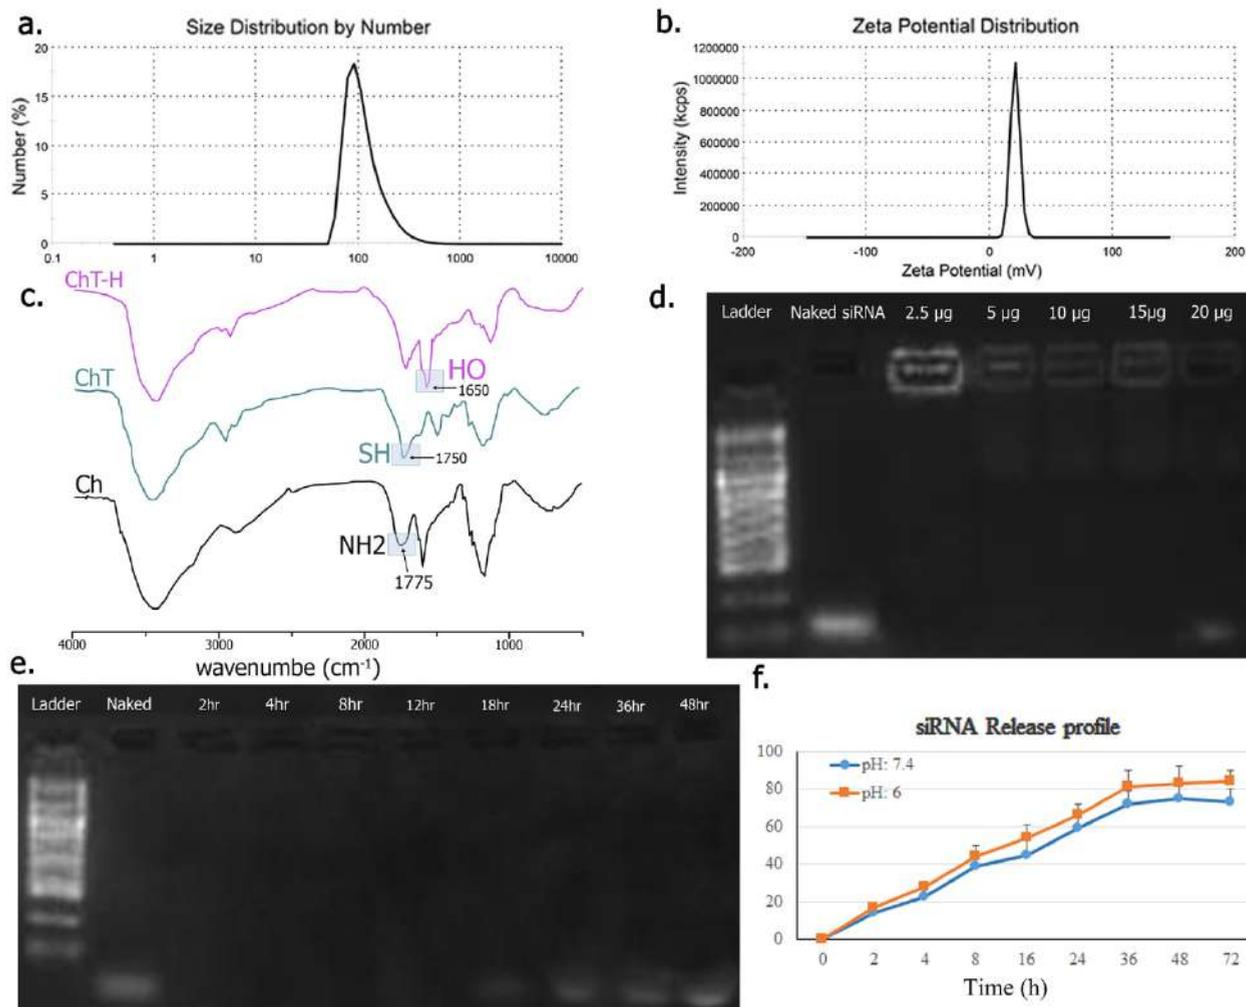 a.
Size Distribution by Number
Number (%)
20
15
10
5
0
0.1 1 10 100 1000 10000
b.
Zeta Potential Distribution
Intensity (kcps)
1200000
1000000
800000
600000
400000
200000
0
-200 -100 0 100 200
Zeta Potential (mV)
c.
ChT-H
HO
1650
ChT
SH
1750
Ch
NH2
1775
4000 3000 2000 1000
wavenumbe (cm⁻¹)
d.
Ladder Naked siRNA 2.5 µg 5 µg 10 µg 15µg 20 µg
e.
Ladder Naked 2hr 4hr 8hr 12hr 18hr 24hr 36hr 48hr
f.
siRNA Release profile
100
80
60
40
20
0
pH: 7.4
pH: 6
0 2 4 8 16 24 36 48 72
Time (h)